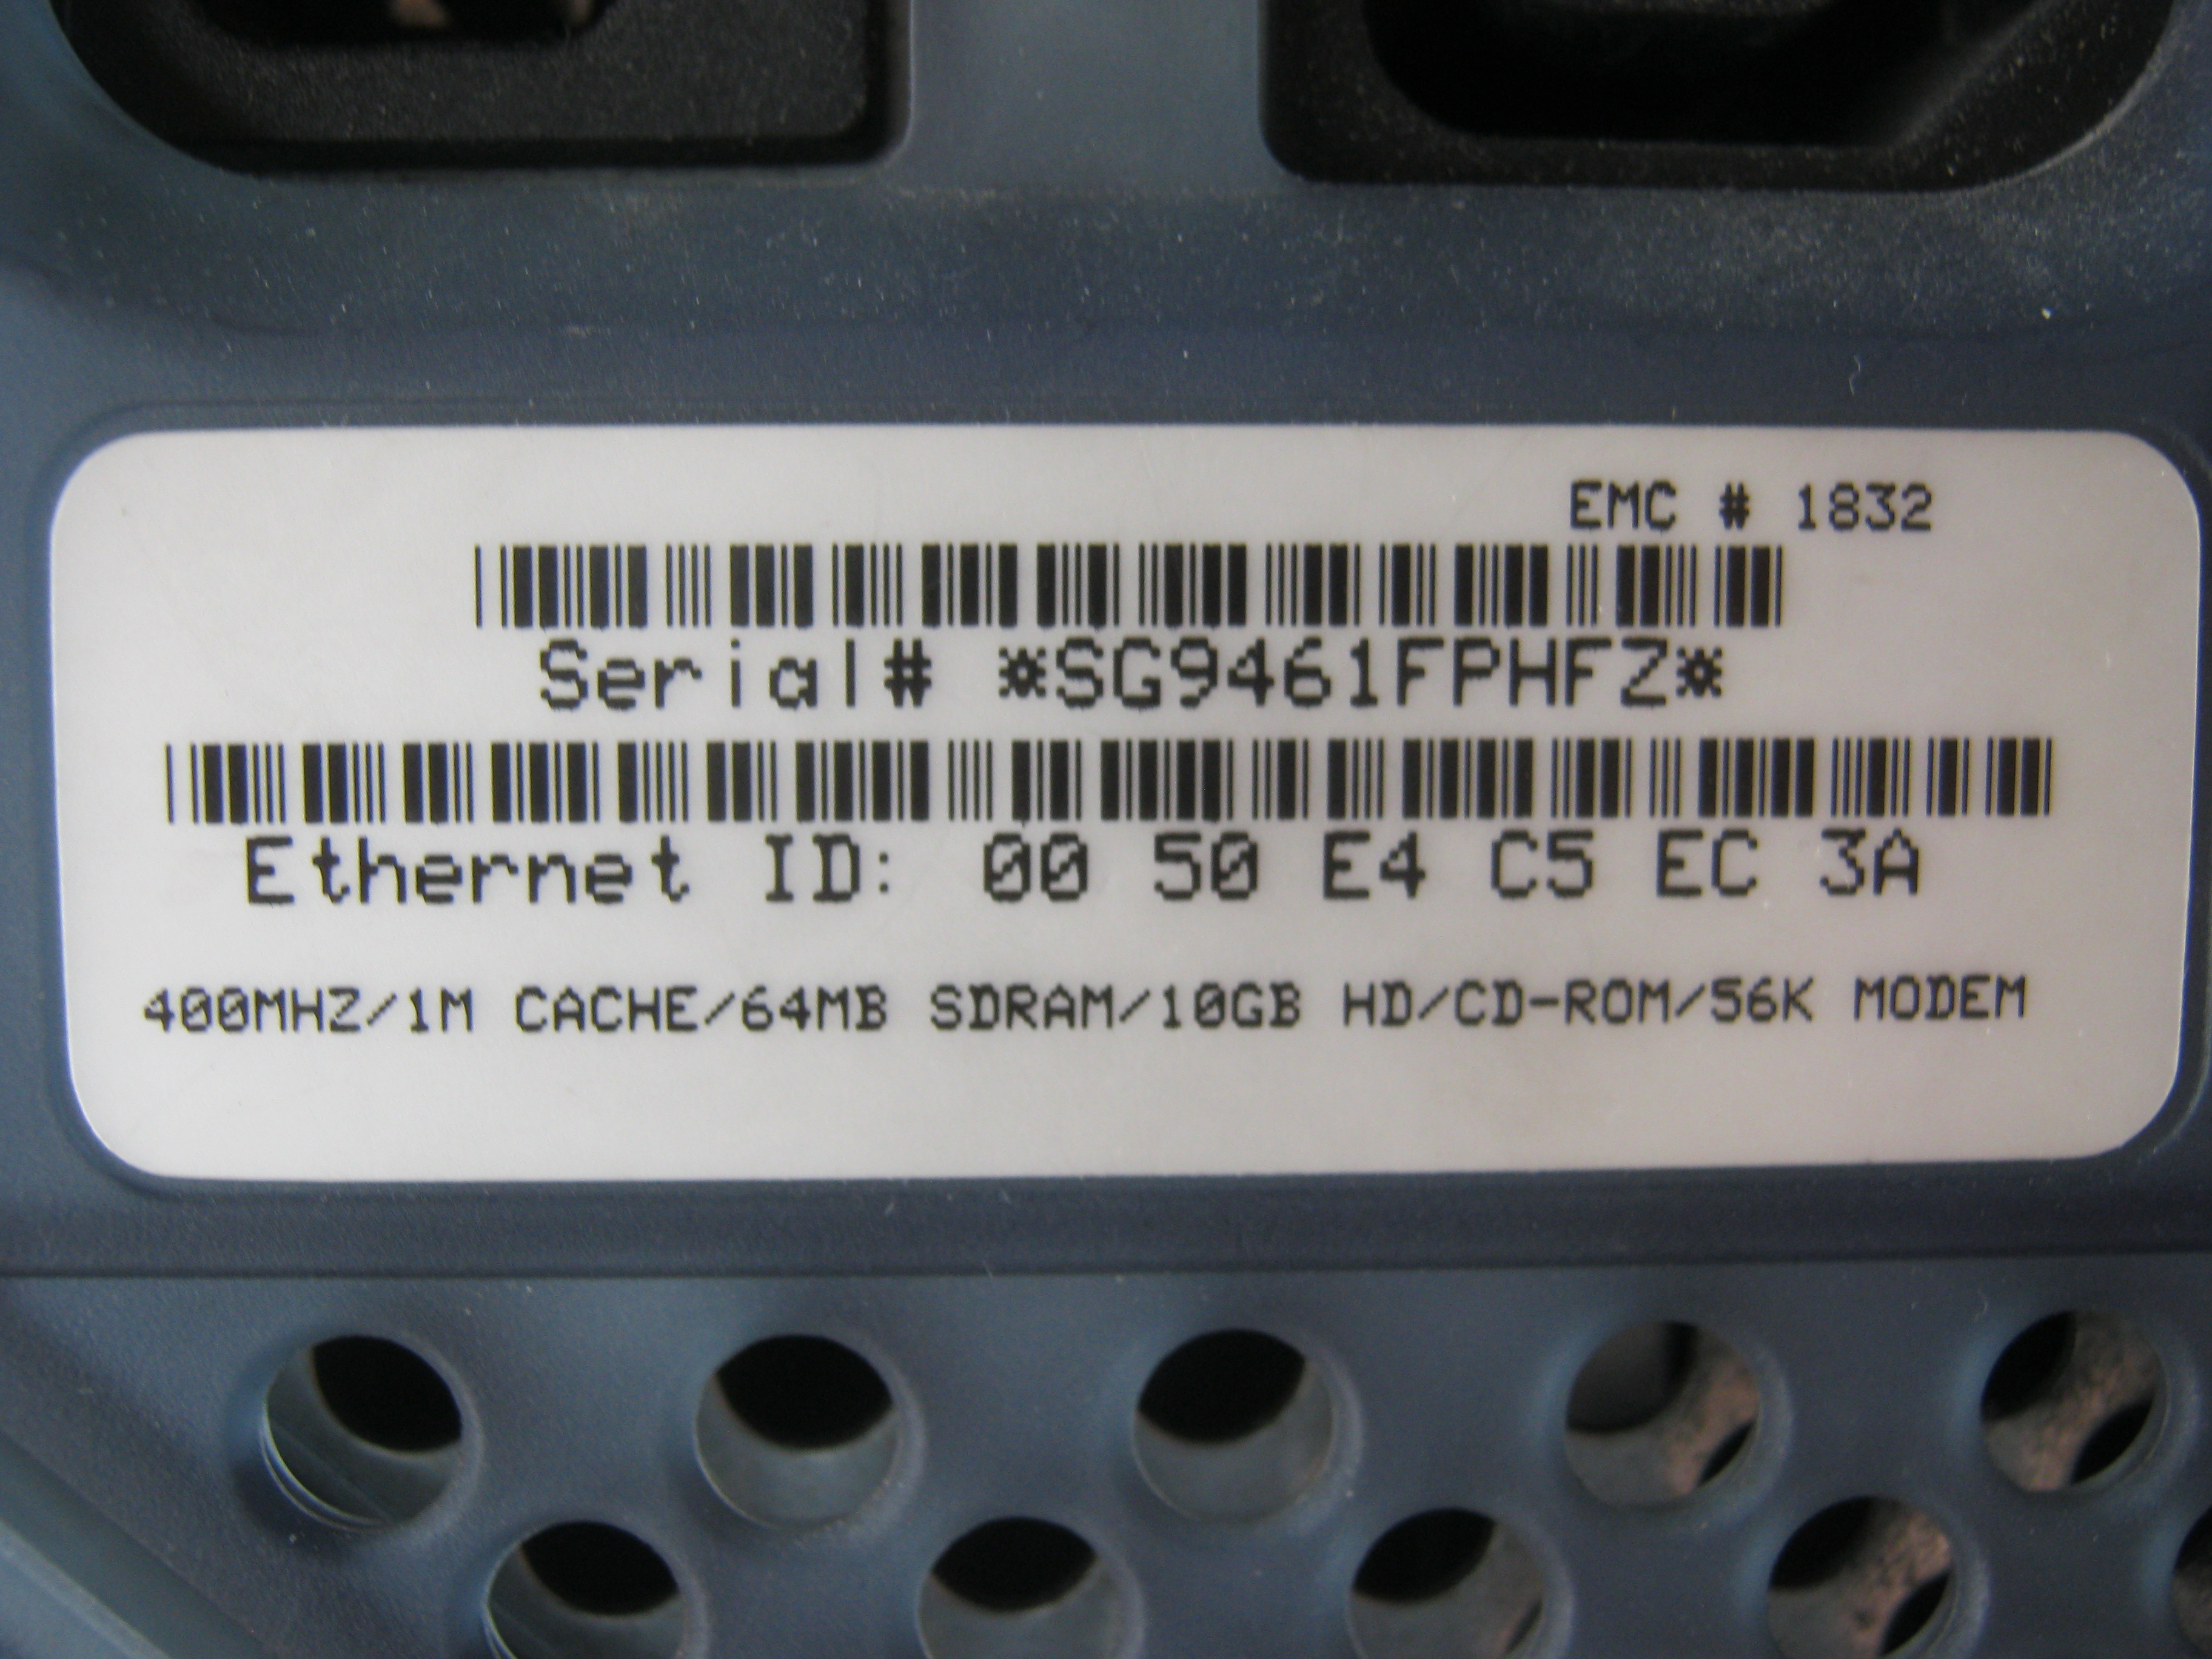 EMC # 1832
Serial# *SG9461FPHFZ*
Ethernet ID: 00 50 E4 C5 EC 3A
400MHZ/1M CACHE/64MB SDRAM/10GB HD/CD-ROM/56K MODEM